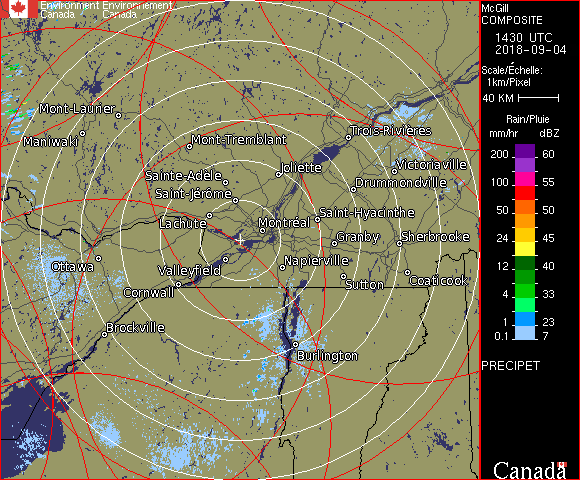 Environment Environnement
Canada Canada
McGill
COMPOSITE
1430 UTC
2018-09-04
Scale/Échelle:
1km/Pixel
40 KM
Rain/Pluie
mm/hr dBZ
200 60
100 55
50 50
24 45
12 40
4 33
1 23
0.1 7
PRECIPET
Canada
Mont-Laurier
Maniwaki
Mont-Tremblant
Trois-Rivières
Sainte-Adèle
Joliette
Victoriaville
Saint-Jérôme
Drummondville
Lachute
Montréal
Saint-Hyacinthe
Granby
Sherbrooke
Ottawa
Valleyfield
Napierville
Cornwall
Sutton
Coaticook
Brockville
Burlington